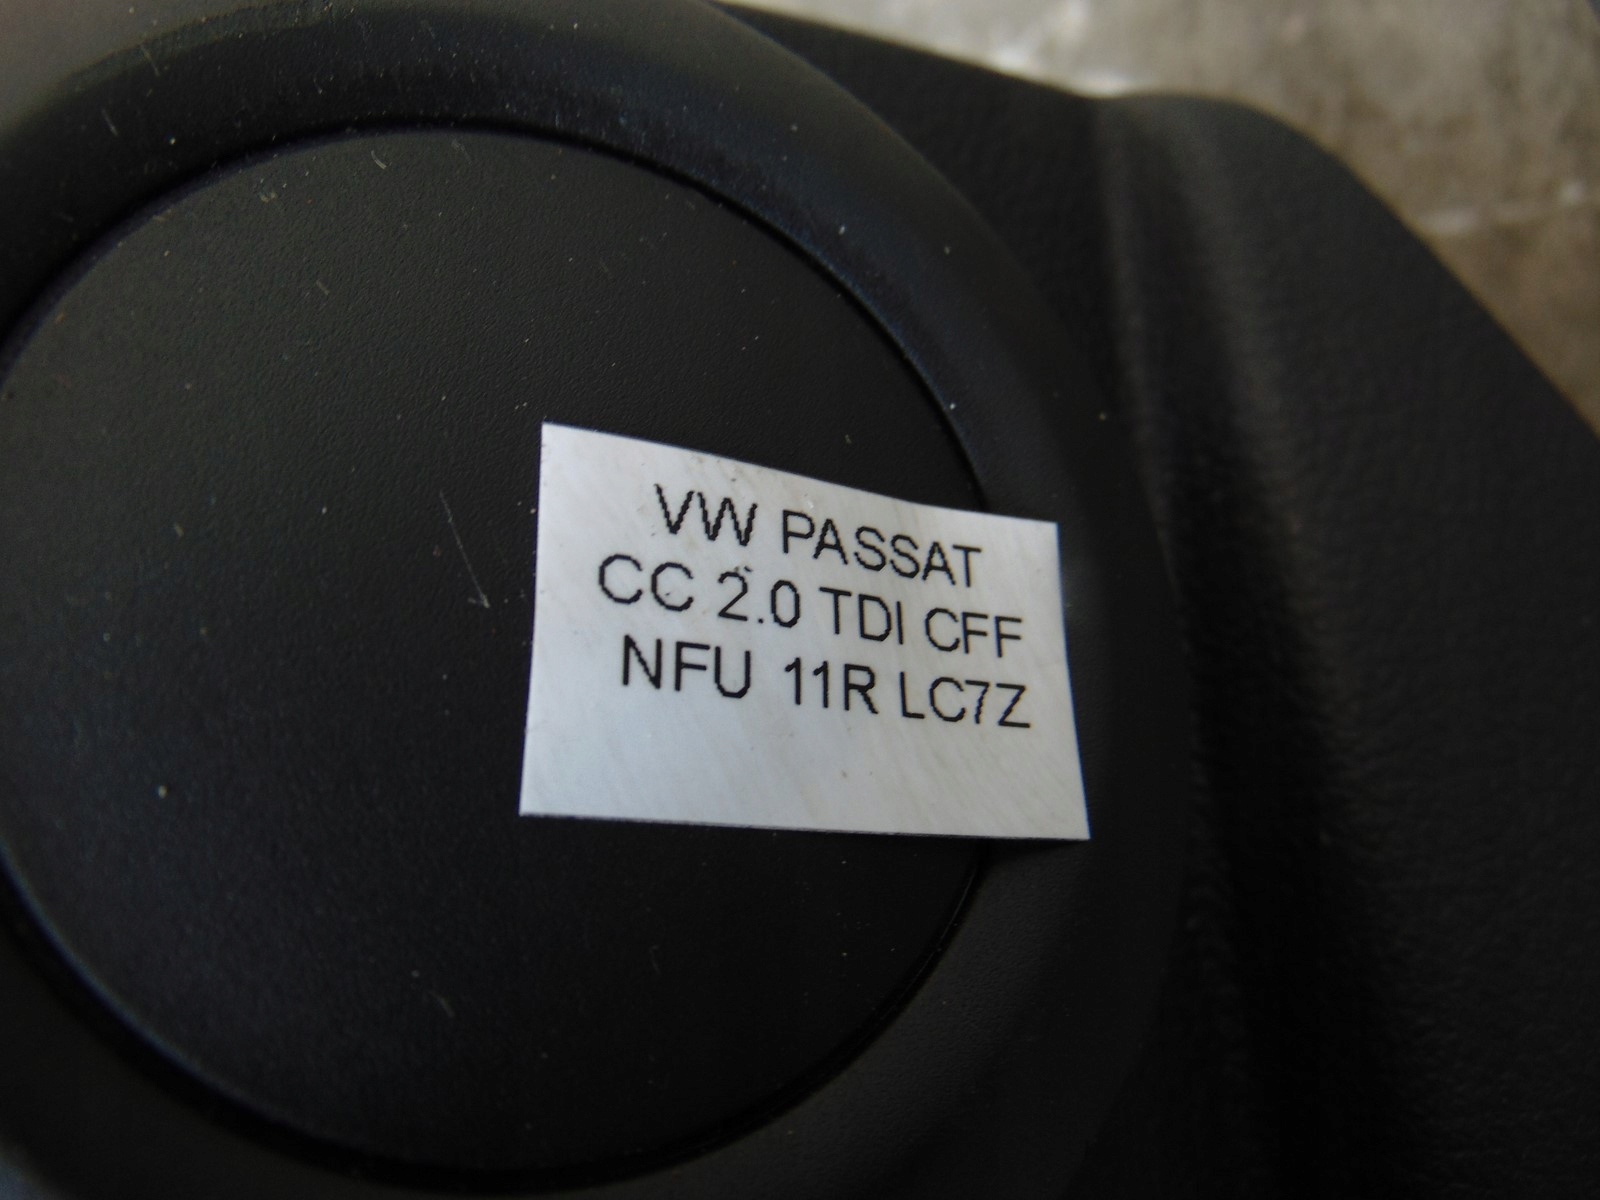 VW PASSAT
CC 2.0 TDI CFF
NFU 11R LC7Z